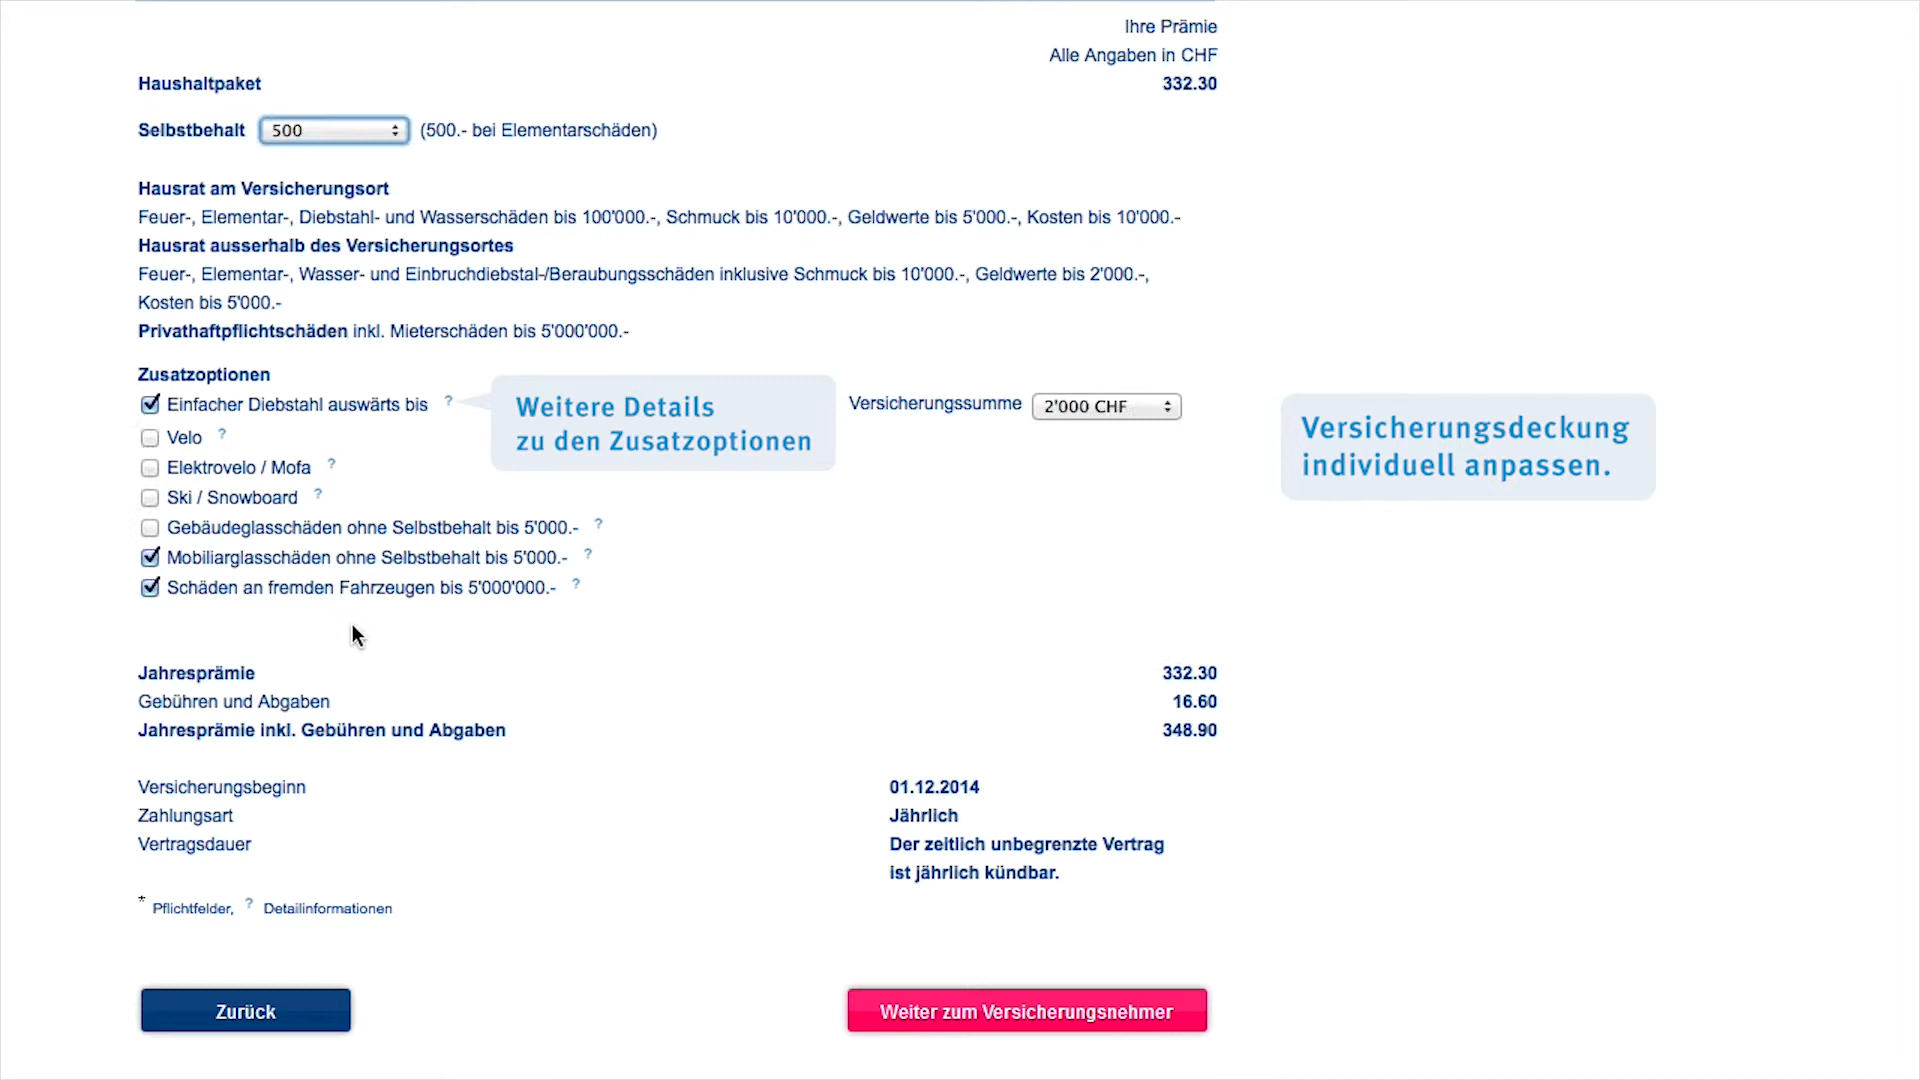 Ihre Prämie
Alle Angaben in CHF
Haushaltpaket 332.30
Selbstbehalt 500 (500.- bei Elementarschäden)
Hausrat am Versicherungsort
Feuer-, Elementar-, Diebstahl- und Wasserschäden bis 100'000.-, Schmuck bis 10'000.-, Geldwerte bis 5'000.-, Kosten bis 10'000.-
Hausrat ausserhalb des Versicherungsortes
Feuer-, Elementar-, Wasser- und Einbruchdiebstal-/Beraubungsschäden inklusive Schmuck bis 10'000.-, Geldwerte bis 2'000.-,
Kosten bis 5'000.-
Privathaftpflichtschäden inkl. Mieterschäden bis 5'000'000.-
Zusatzoptionen
Einfacher Diebstahl auswärts bis ?
Weitere Details
zu den Zusatzoptionen
Versicherungssumme 2'000 CHF
Versicherungsdeckung
individuell anpassen.
Velo ?
Elektrovelo / Mofa ?
Ski / Snowboard ?
Gebäudeglasschäden ohne Selbstbehalt bis 5'000.- ?
Mobiliarglasschäden ohne Selbstbehalt bis 5'000.- ?
Schäden an fremden Fahrzeugen bis 5'000'000.- ?
Jahresprämie 332.30
Gebühren und Abgaben 16.60
Jahresprämie inkl. Gebühren und Abgaben 348.90
Versicherungsbeginn 01.12.2014
Zahlungsart Jährlich
Vertragsdauer Der zeitlich unbegrenzte Vertrag
ist jährlich kündbar.
* Pflichtfelder, ? Detailinformationen
Zurück Weiter zum Versicherungsnehmer